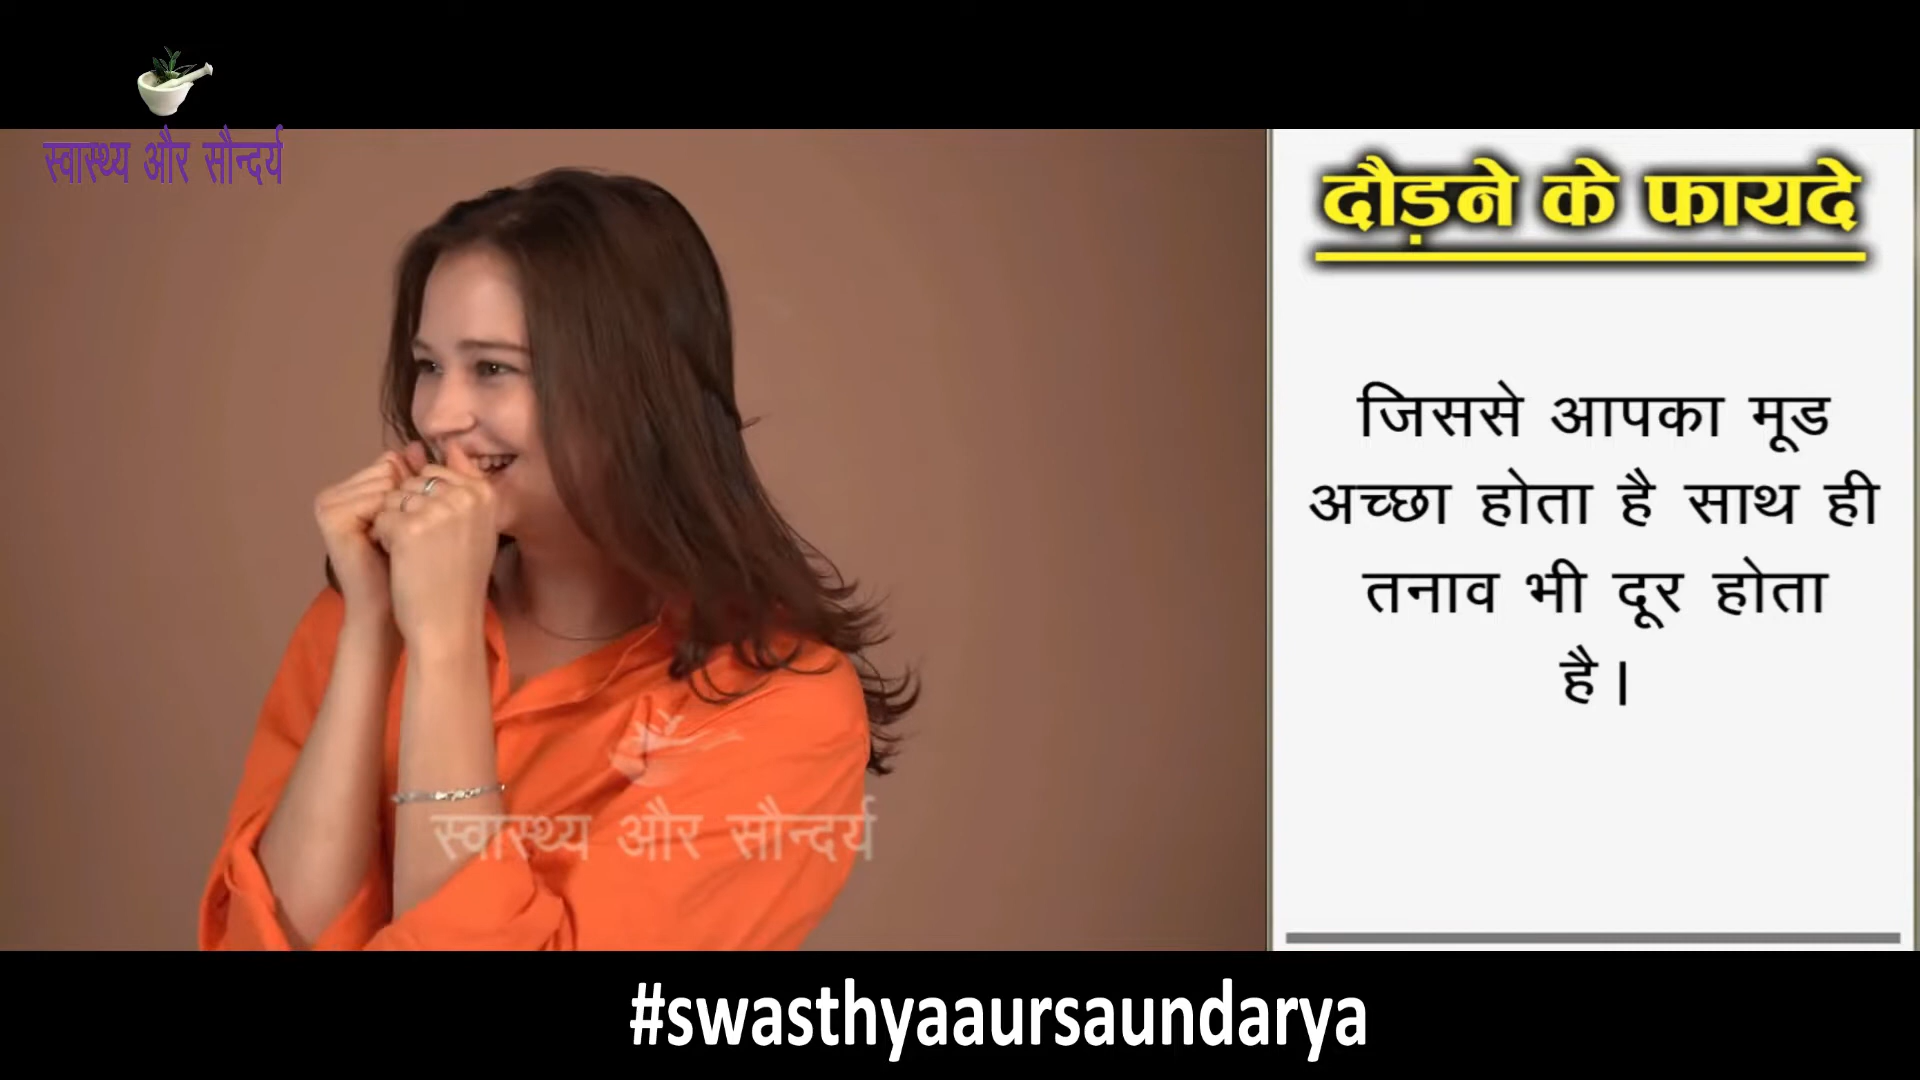 स्वास्थ्य और सौन्दर्य
दौड़ने के फायदे
जिससे आपका मूड
अच्छा होता है साथ ही
तनाव भी दूर होता
है।
स्वास्थ्य और सौन्दर्य
#swasthyaaursaundarya